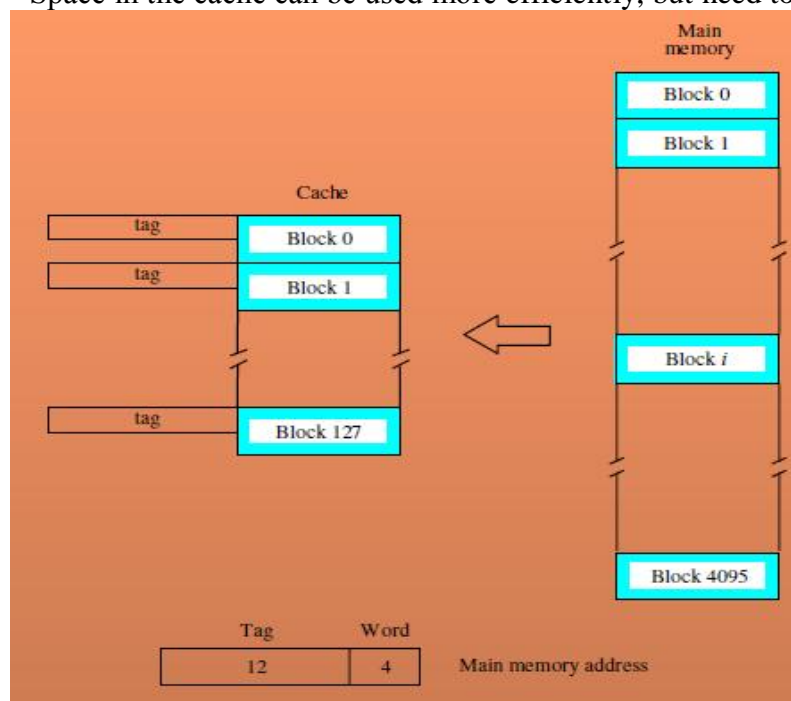 Space in the cache can be used more efficiently, but need to
Main
memory
Block 0
Block 1
Cache
tag
Block 0
tag
Block 1
Block i
tag
Block 127
Block 4095
Tag Word
12 4 Main memory address